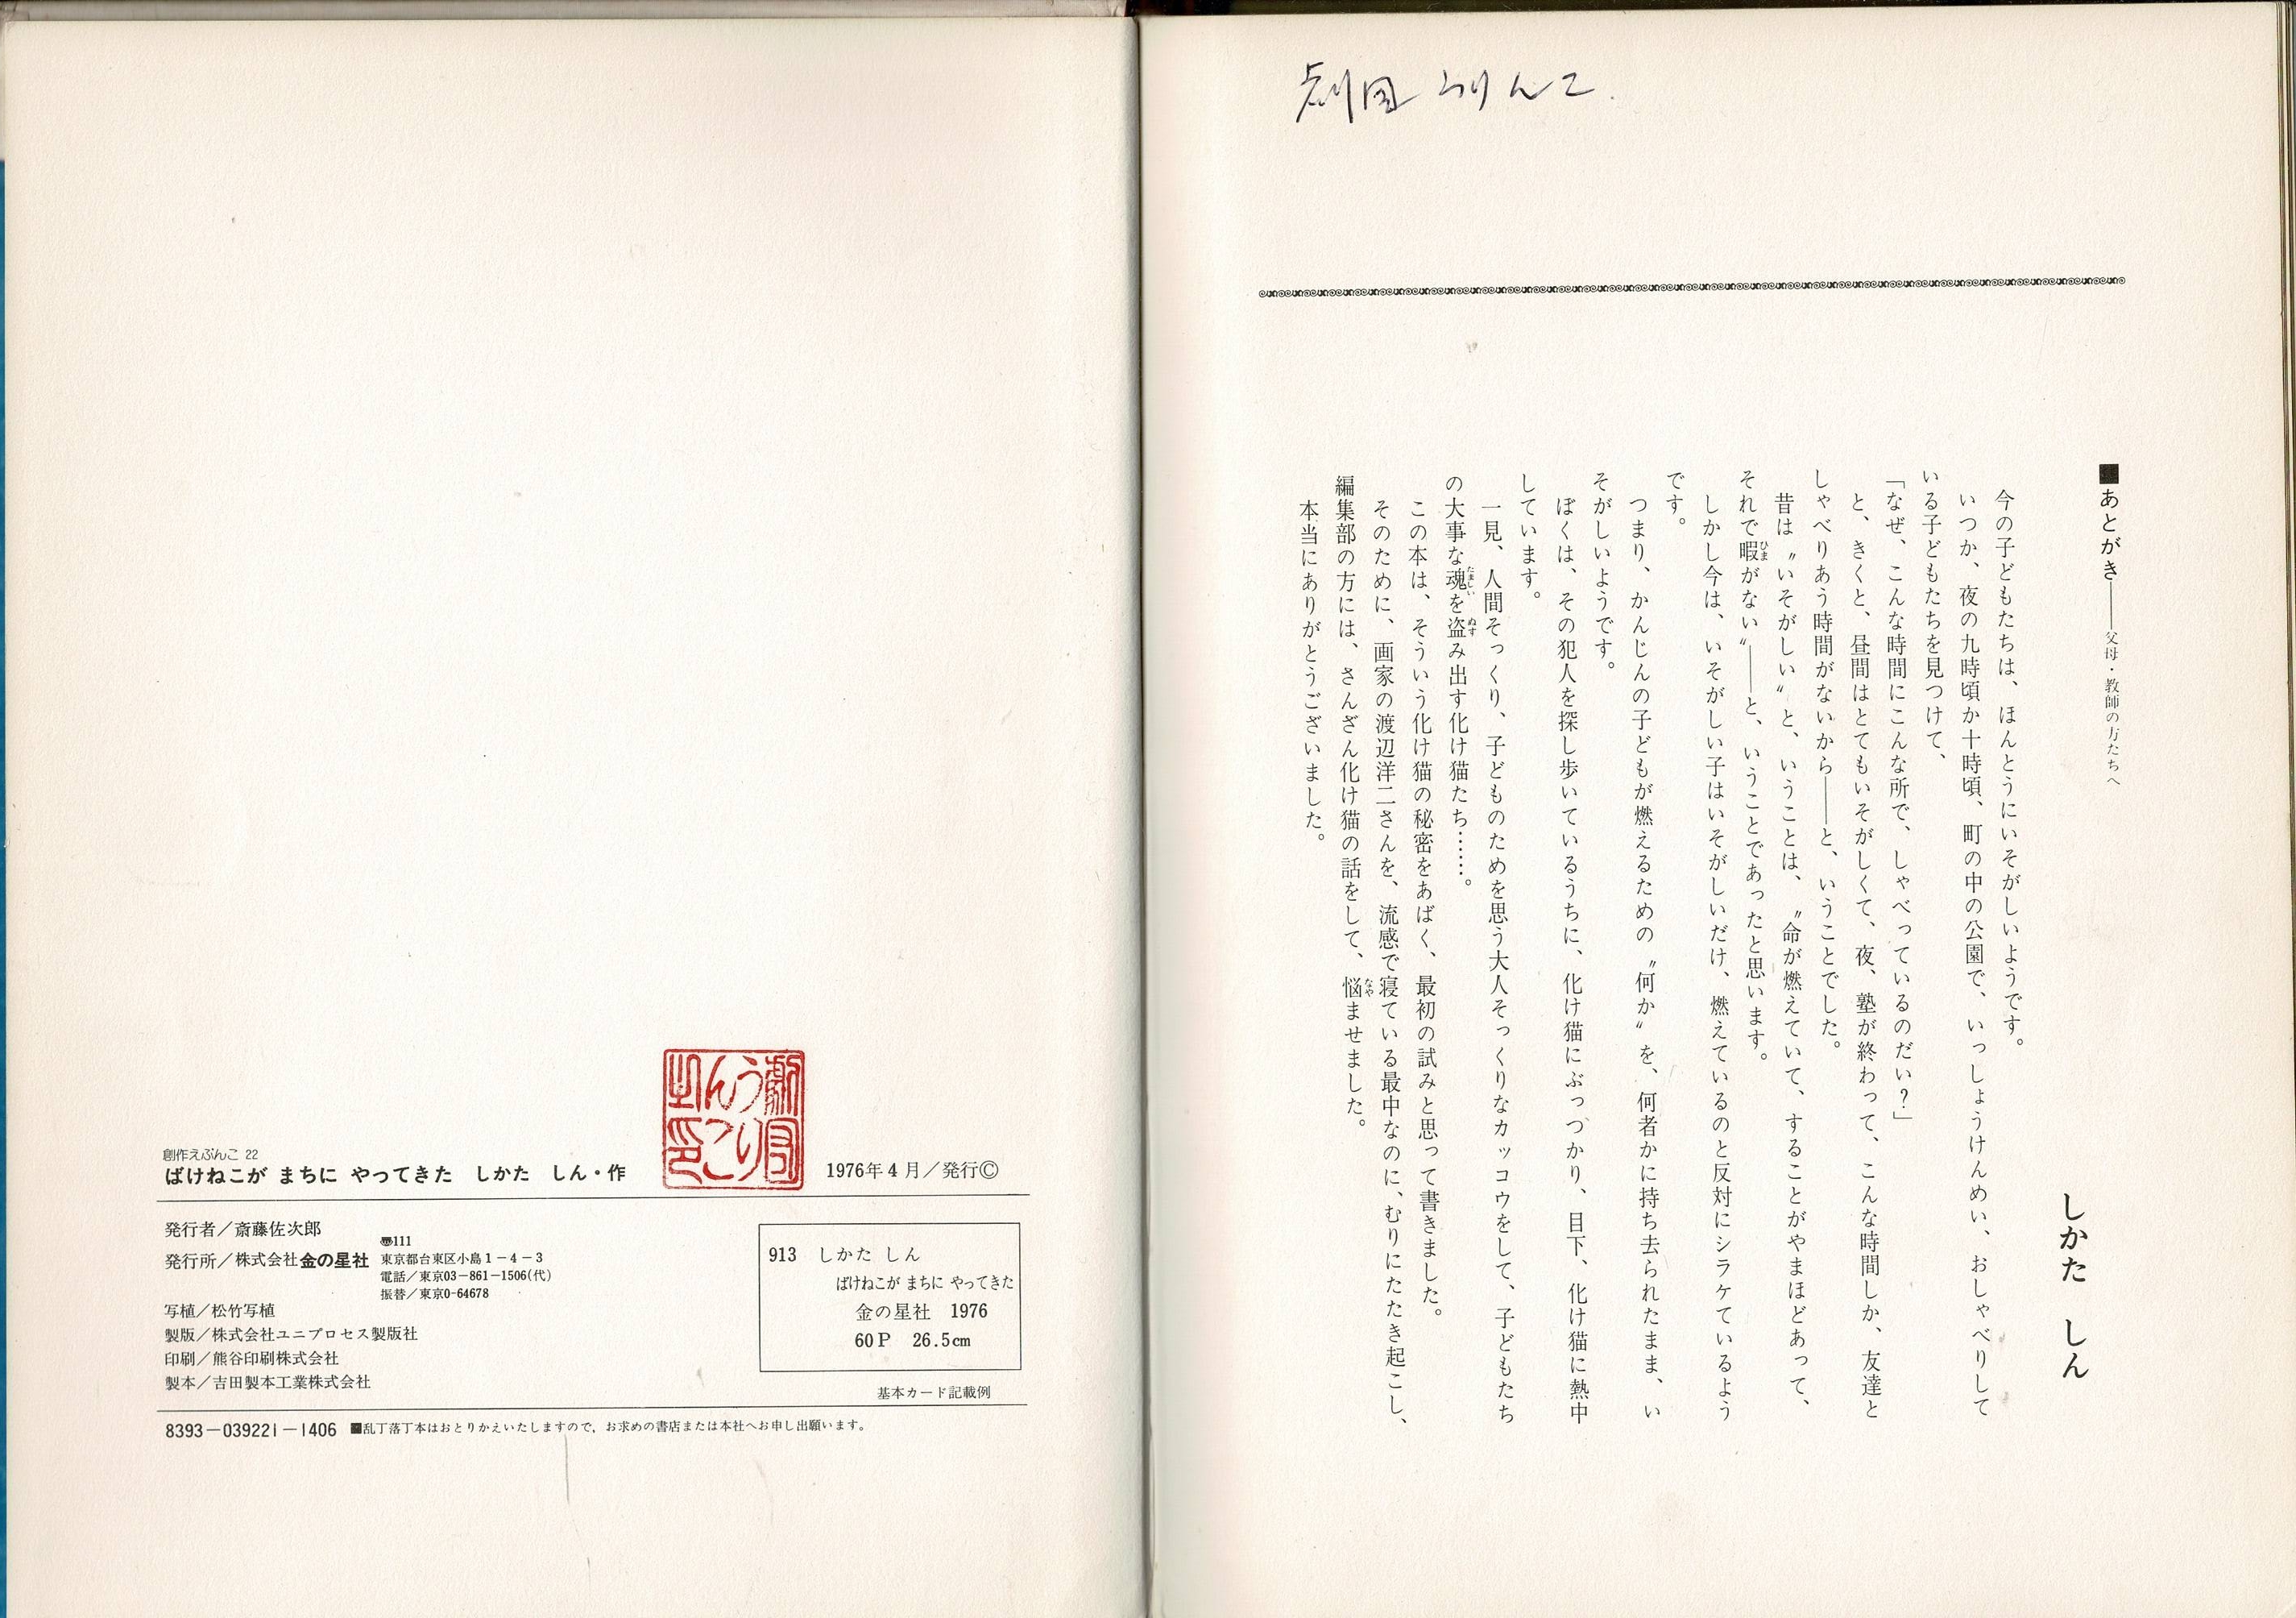 劇団 うりんこ
■あとがき――父母・教師の方たちへ
しかた しん
今の子どもたちは、ほんとうにいそがしいようです。
いつか、夜の九時頃か十時頃、町の中の公園で、いっしょうけんめい、おしゃべりして
いる子どもたちを見つけて、
「なぜ、こんな時間にこんな所で、しゃべっているのだい?」
と、きくと、昼間はとてもいそがしくて、夜、塾が終わって、こんな時間しか、友達と
しゃべりあう時間がないから――と、いうことでした。
昔は〝いそがしい〟と、いうことは、〝命が燃えていて、することがやまほどあって、
それで暇がない〟――と、いうことであったと思います。
しかし今は、いそがしい子はいそがしいだけ、燃えているのと反対にシラケているよう
です。
つまり、かんじんの子どもが燃えるための〝何か〟を、何者かに持ち去られたまま、い
そがしいようです。
ぼくは、その犯人を探し歩いているうちに、化け猫にぶっつかり、目下、化け猫に熱中
しています。
一見、人間そっくり、子どものためを思う大人そっくりなカッコウをして、子どもたち
の大事な魂を盗み出す化け猫たち……。
この本は、そういう化け猫の秘密をあばく、最初の試みと思って書きました。
そのために、画家の渡辺洋二さんを、流感で寝ている最中なのに、むりにたたき起こし、
編集部の方には、さんざん化け猫の話をして、悩ませました。
本当にありがとうございました。
創作えぶんこ 22
ばけねこが まちに やってきた しかた しん・作
劇団うりんこ之印
1976年4月/発行©
発行者/斎藤佐次郎
発行所/株式会社金の星社
〠111
東京都台東区小島1-4-3
電話/東京03-861-1506(代)
振替/東京0-64678
写植/松竹写植
製版/株式会社ユニプロセス製版社
印刷/熊谷印刷株式会社
製本/吉田製本工業株式会社
913 しかた しん
ばけねこが まちに やってきた
金の星社 1976
60P 26.5cm
基本カード記載例
8393-039221-1406 ■乱丁落丁本はおとりかえいたしますので,お求めの書店または本社へお申し出願います。